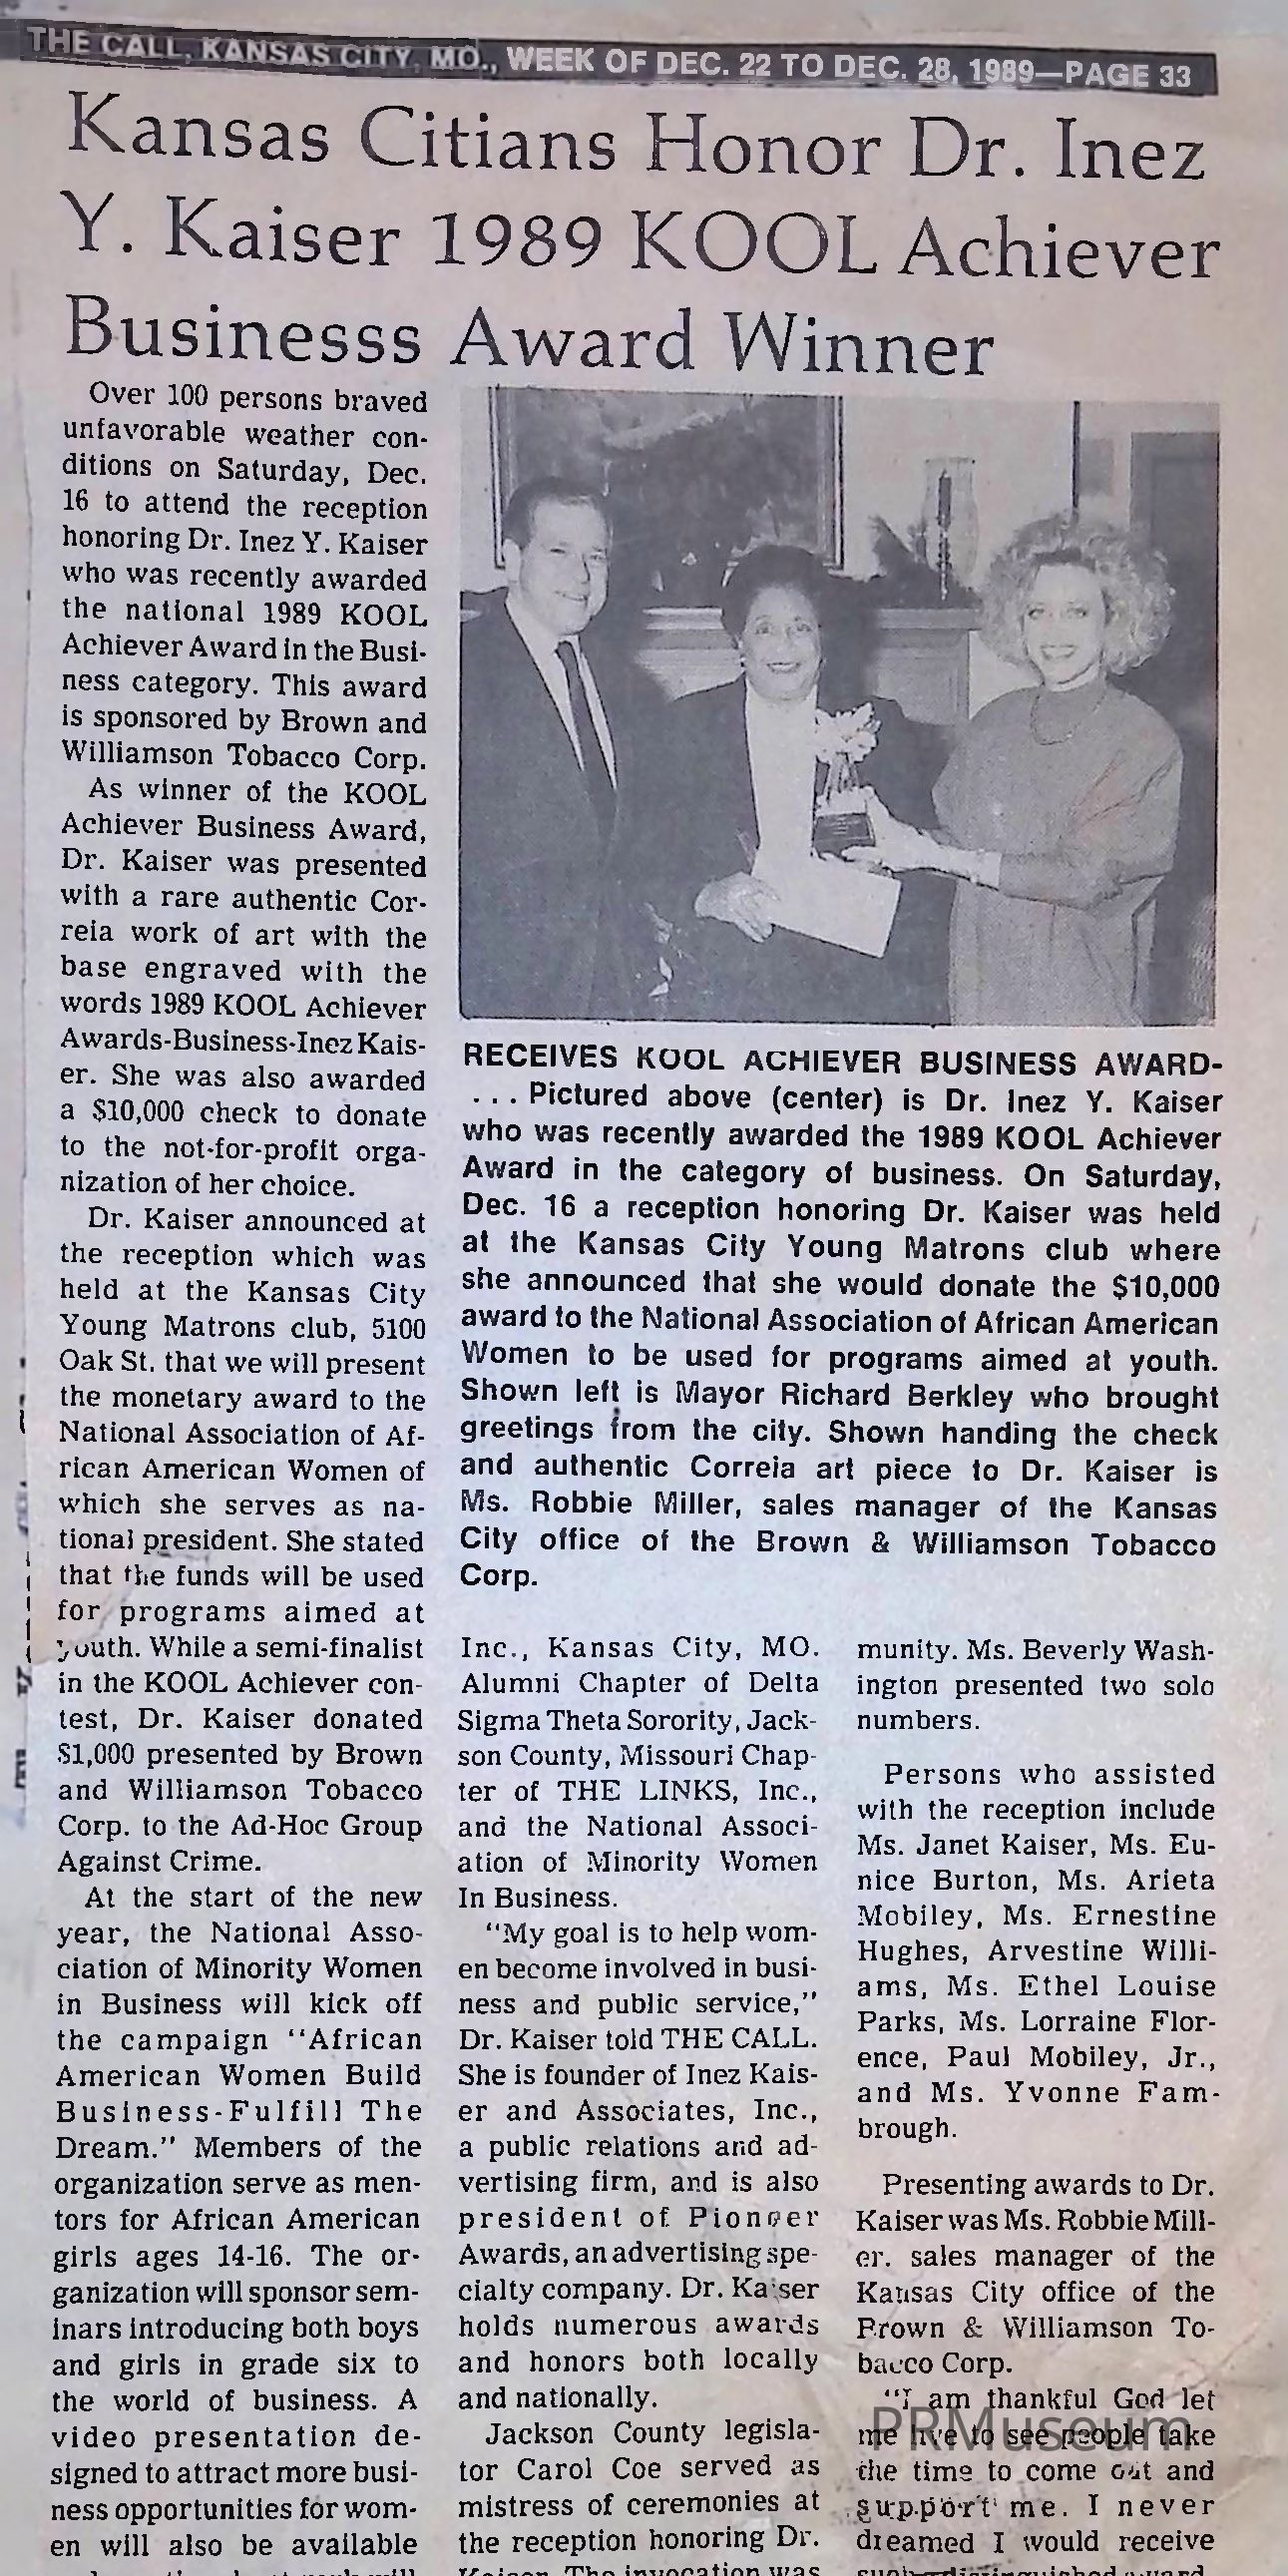 THE CALL, KANSAS CITY, MO., WEEK OF DEC. 22 TO DEC. 28, 1989—PAGE 33
Kansas Citians Honor Dr. Inez
Y. Kaiser 1989 KOOL Achiever
Businesss Award Winner
Over 100 persons braved
unfavorable weather con-
ditions on Saturday, Dec.
16 to attend the reception
honoring Dr. Inez Y. Kaiser
who was recently awarded
the national 1989 KOOL
Achiever Award in the Busi-
ness category. This award
is sponsored by Brown and
Williamson Tobacco Corp.
As winner of the KOOL
Achiever Business Award,
Dr. Kaiser was presented
with a rare authentic Cor-
reia work of art with the
base engraved with the
words 1989 KOOL Achiever
Awards-Business-Inez Kais-
er. She was also awarded
a $10,000 check to donate
to the not-for-profit orga-
nization of her choice.
Dr. Kaiser announced at
the reception which was
held at the Kansas City
Young Matrons club, 5100
Oak St. that we will present
the monetary award to the
National Association of Af-
rican American Women of
which she serves as na-
tional president. She stated
that the funds will be used
for programs aimed at
youth. While a semi-finalist
in the KOOL Achiever con-
test, Dr. Kaiser donated
$1,000 presented by Brown
and Williamson Tobacco
Corp. to the Ad-Hoc Group
Against Crime.
At the start of the new
year, the National Asso-
ciation of Minority Women
in Business will kick off
the campaign "African
American Women Build
Business-Fulfill The
Dream." Members of the
organization serve as men-
tors for African American
girls ages 14-16. The or-
ganization will sponsor sem-
inars introducing both boys
and girls in grade six to
the world of business. A
video presentation de-
signed to attract more busi-
ness opportunities for wom-
en will also be available
RECEIVES KOOL ACHIEVER BUSINESS AWARD-
... Pictured above (center) is Dr. Inez Y. Kaiser
who was recently awarded the 1989 KOOL Achiever
Award in the category of business. On Saturday,
Dec. 16 a reception honoring Dr. Kaiser was held
at the Kansas City Young Matrons club where
she announced that she would donate the $10,000
award to the National Association of African American
Women to be used for programs aimed at youth.
Shown left is Mayor Richard Berkley who brought
greetings from the city. Shown handing the check
and authentic Correia art piece to Dr. Kaiser is
Ms. Robbie Miller, sales manager of the Kansas
City office of the Brown & Williamson Tobacco
Corp.
Inc., Kansas City, MO.
Alumni Chapter of Delta
Sigma Theta Sorority, Jack-
son County, Missouri Chap-
ter of THE LINKS, Inc.,
and the National Associ-
ation of Minority Women
In Business.
"My goal is to help wom-
en become involved in busi-
ness and public service,"
Dr. Kaiser told THE CALL.
She is founder of Inez Kais-
er and Associates, Inc.,
a public relations and ad-
vertising firm, and is also
president of Pioneer
Awards, an advertising spe-
cialty company. Dr. Kaiser
holds numerous awards
and honors both locally
and nationally.
Jackson County legisla-
tor Carol Coe served as
mistress of ceremonies at
the reception honoring Dr.
Kaiser. The invocation was
munity. Ms. Beverly Wash-
ington presented two solo
numbers.
Persons who assisted
with the reception include
Ms. Janet Kaiser, Ms. Eu-
nice Burton, Ms. Arieta
Mobiley, Ms. Ernestine
Hughes, Arvestine Willi-
ams, Ms. Ethel Louise
Parks, Ms. Lorraine Flor-
ence, Paul Mobiley, Jr.,
and Ms. Yvonne Fam-
brough.
Presenting awards to Dr.
Kaiser was Ms. Robbie Mill-
er. sales manager of the
Kansas City office of the
Brown & Williamson To-
bacco Corp.
"I am thankful God let
me live to see people take
the time to come out and
support me. I never
dreamed I would receive
such distinguished award
PRMuseum